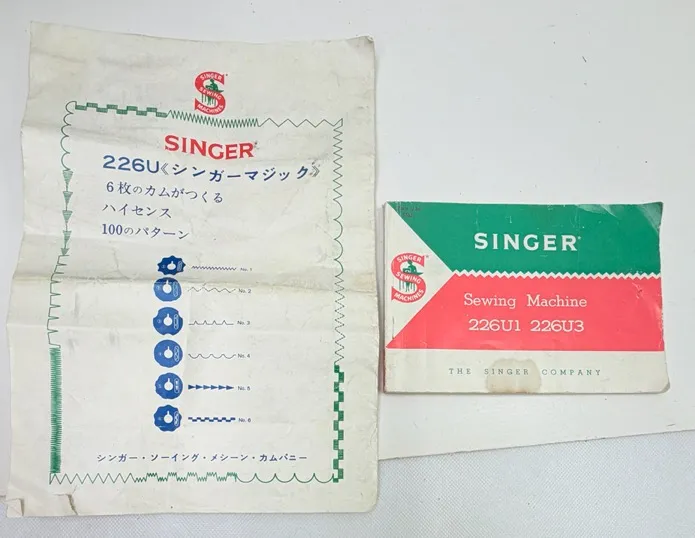 SINGER
SEWING
MACHINES
SINGER
226U《シンガーマジック》
6枚のカムがつくる
ハイセンス
100のパターン
No. 1
No. 2
No. 3
No. 4
No. 5
No. 6
シンガー・ソーイング・メシーン・カムパニー
SINGER
SINGER
SEWING
MACHINES
Sewing Machine
226U1 226U3
THE SINGER COMPANY